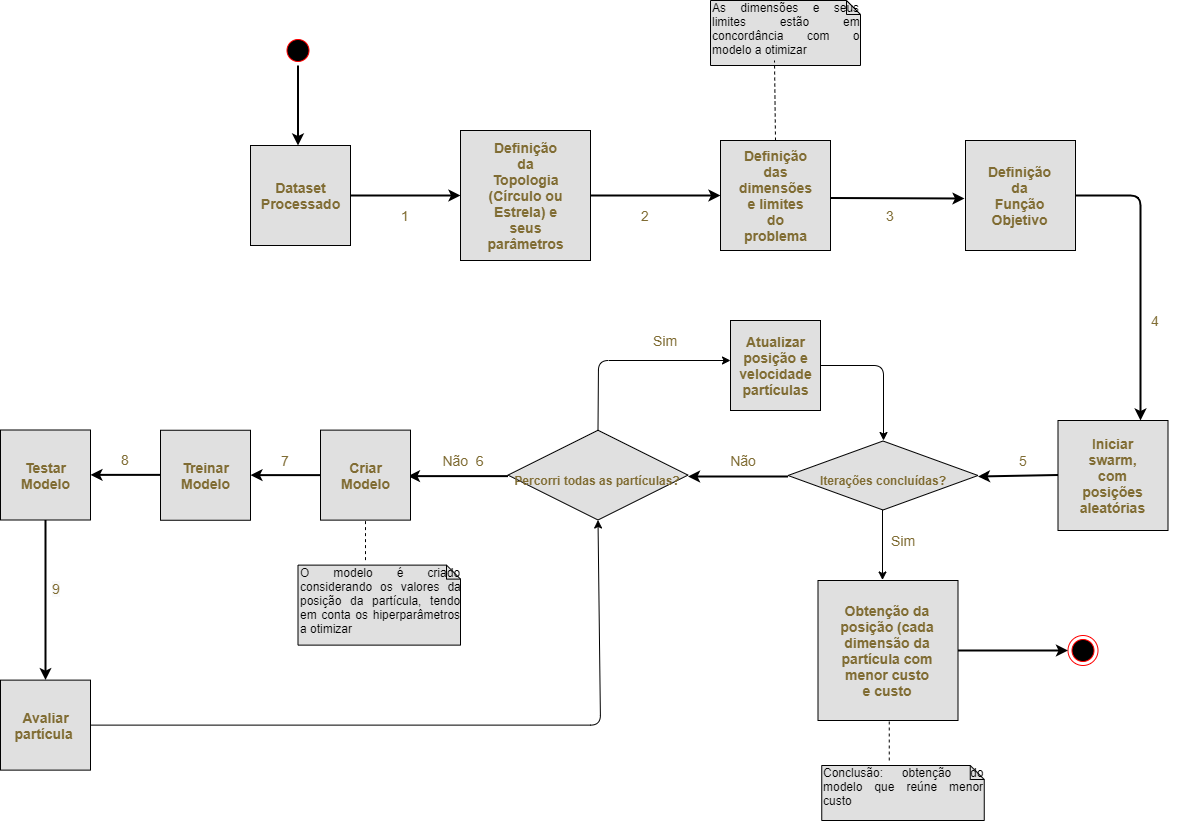 As dimensões e seus
limites estão em
concordância com o
modelo a otimizar
Dataset
Processado
1
Definição
da
Topologia
(Círculo ou
Estrela) e
seus
parâmetros
2
Definição
das
dimensões
e limites
do
problema
3
Definição
da
Função
Objetivo
4
Iniciar
swarm,
com
posições
aleatórias
5
Iterações concluídas?
Não
Sim
Percorri todas as partículas?
Sim
Atualizar
posição e
velocidade
partículas
Não 6
Criar
Modelo
O modelo é criado
considerando os valores da
posição da partícula, tendo
em conta os hiperparâmetros
a otimizar
7
Treinar
Modelo
8
Testar
Modelo
9
Avaliar
partícula
Obtenção da
posição (cada
dimensão da
partícula com
menor custo
e custo
Conclusão: obtenção do
modelo que reúne menor
custo